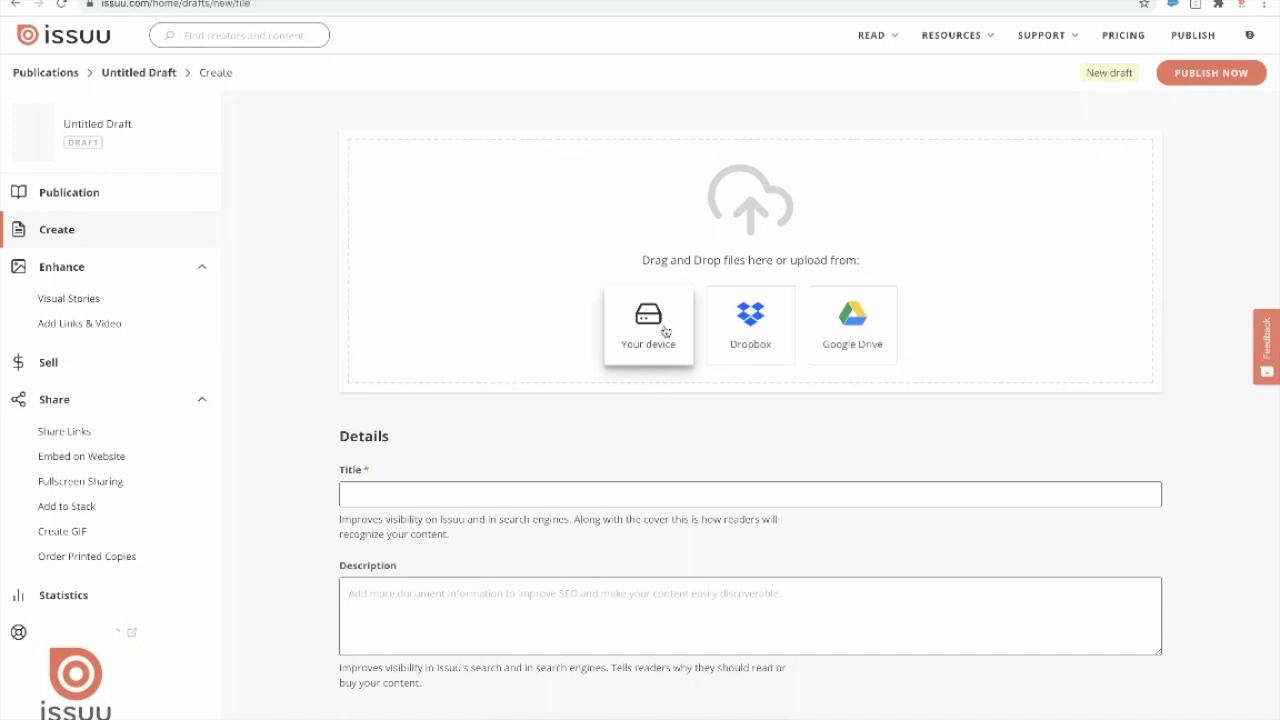 issuu.com/home/drafts/new/file
issuu
Find creators and content
READ
RESOURCES
SUPPORT
PRICING
PUBLISH
Publications > Untitled Draft > Create
New draft
PUBLISH NOW
Untitled Draft
DRAFT
Publication
Create
Enhance
Visual Stories
Add Links & Video
Sell
Share
Share Links
Embed on Website
Fullscreen Sharing
Add to Stack
Create GIF
Order Printed Copies
Statistics
issuu
Drag and Drop files here or upload from:
Your device
Dropbox
Google Drive
Details
Title *
Improves visibility on Issuu and in search engines. Along with the cover this is how readers will
recognize your content.
Description
Add more document information to improve SEO and make your content easily discoverable.
Improves visibility in Issuu's search and in search engines. Tells readers why they should read or
buy your content.
Feedback